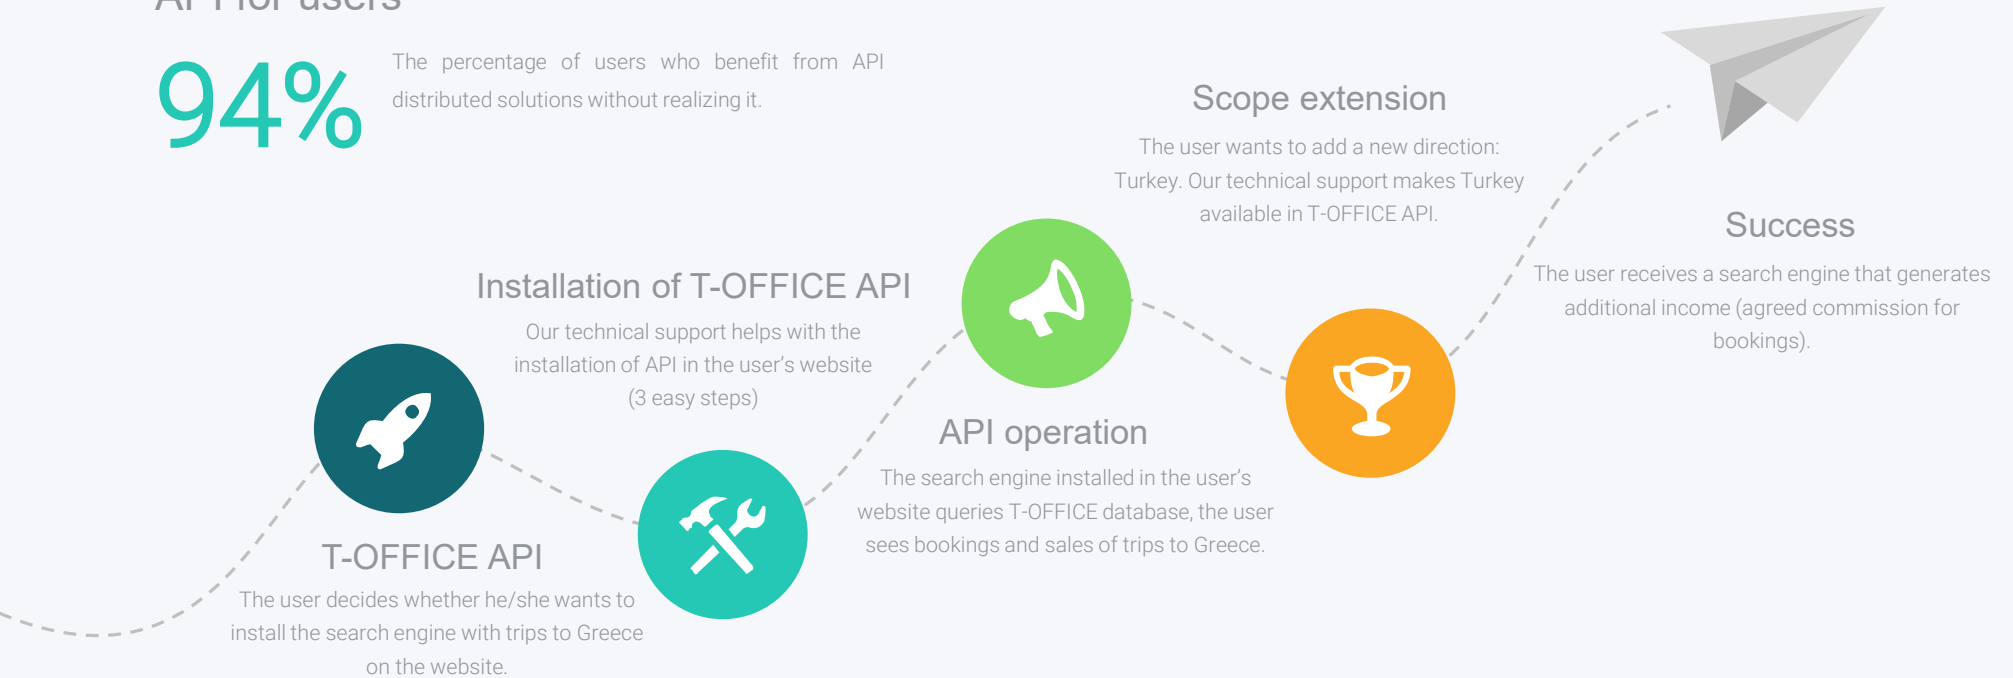 API for users
94%
The percentage of users who benefit from API
distributed solutions without realizing it.
T-OFFICE API
The user decides whether he/she wants to
install the search engine with trips to Greece
on the website.
Installation of T-OFFICE API
Our technical support helps with the
installation of API in the user’s website
(3 easy steps)
API operation
The search engine installed in the user’s
website queries T-OFFICE database, the user
sees bookings and sales of trips to Greece.
Scope extension
The user wants to add a new direction:
Turkey. Our technical support makes Turkey
available in T-OFFICE API.
Success
The user receives a search engine that generates
additional income (agreed commission for
bookings).